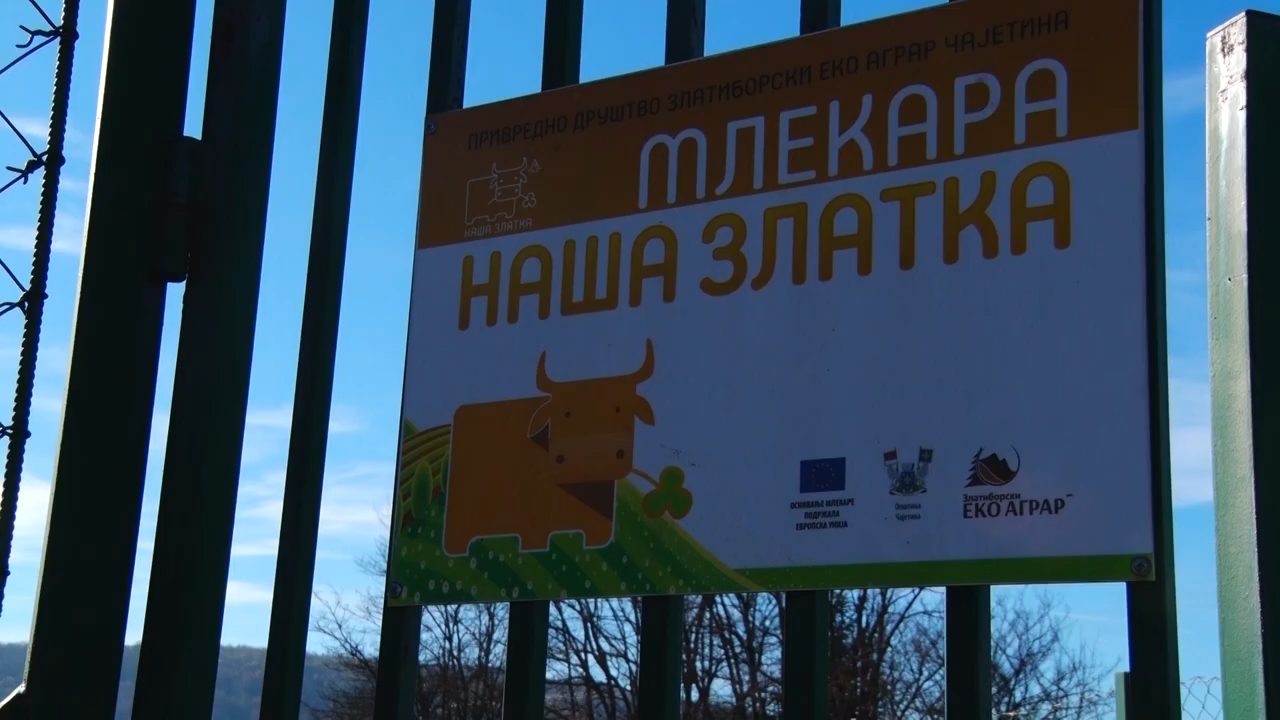 ПРИВРЕДНО ДРУШТВО ЗЛАТИБОРСКИ ЕКО АГРАР ЧАЈЕТИНА
МЛЕКАРА
НАША ЗЛАТКА
НАША ЗЛАТКА
ОСНИВАЊЕ МЛЕКАРЕ
ПОДРЖАЛА
ЕВРОПСКА УНИЈА
Општина
Чајетина
Златиборски
ЕКО АГРАР